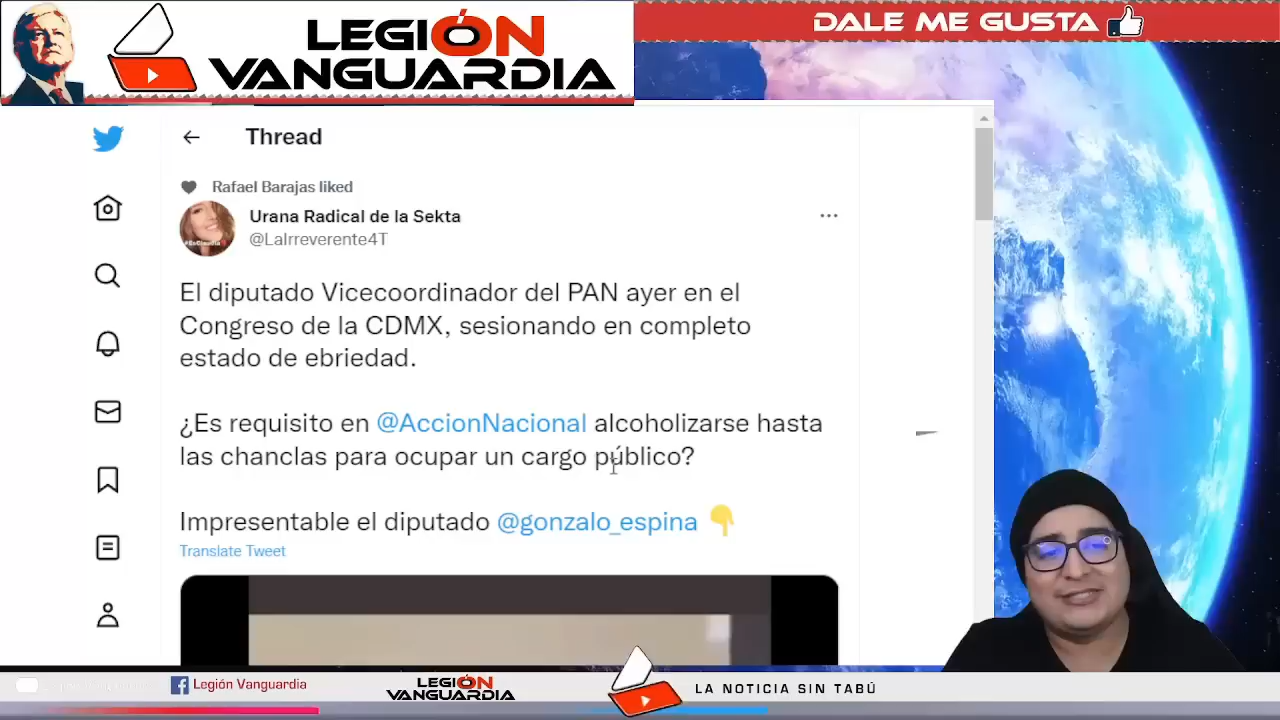 LEGIÓN
VANGUARDIA
DALE ME GUSTA
Thread
Rafael Barajas liked
Urana Radical de la Sekta
@LaIrreverente4T
El diputado Vicecoordinador del PAN ayer en el
Congreso de la CDMX, sesionando en completo
estado de ebriedad.
¿Es requisito en @AccionNacional alcoholizarse hasta
las chanclas para ocupar un cargo público?
Impresentable el diputado @gonzalo_espina 👇
Translate Tweet
Legión Vanguardia
LEGIÓN
VANGUARDIA
LA NOTICIA SIN TABÚ